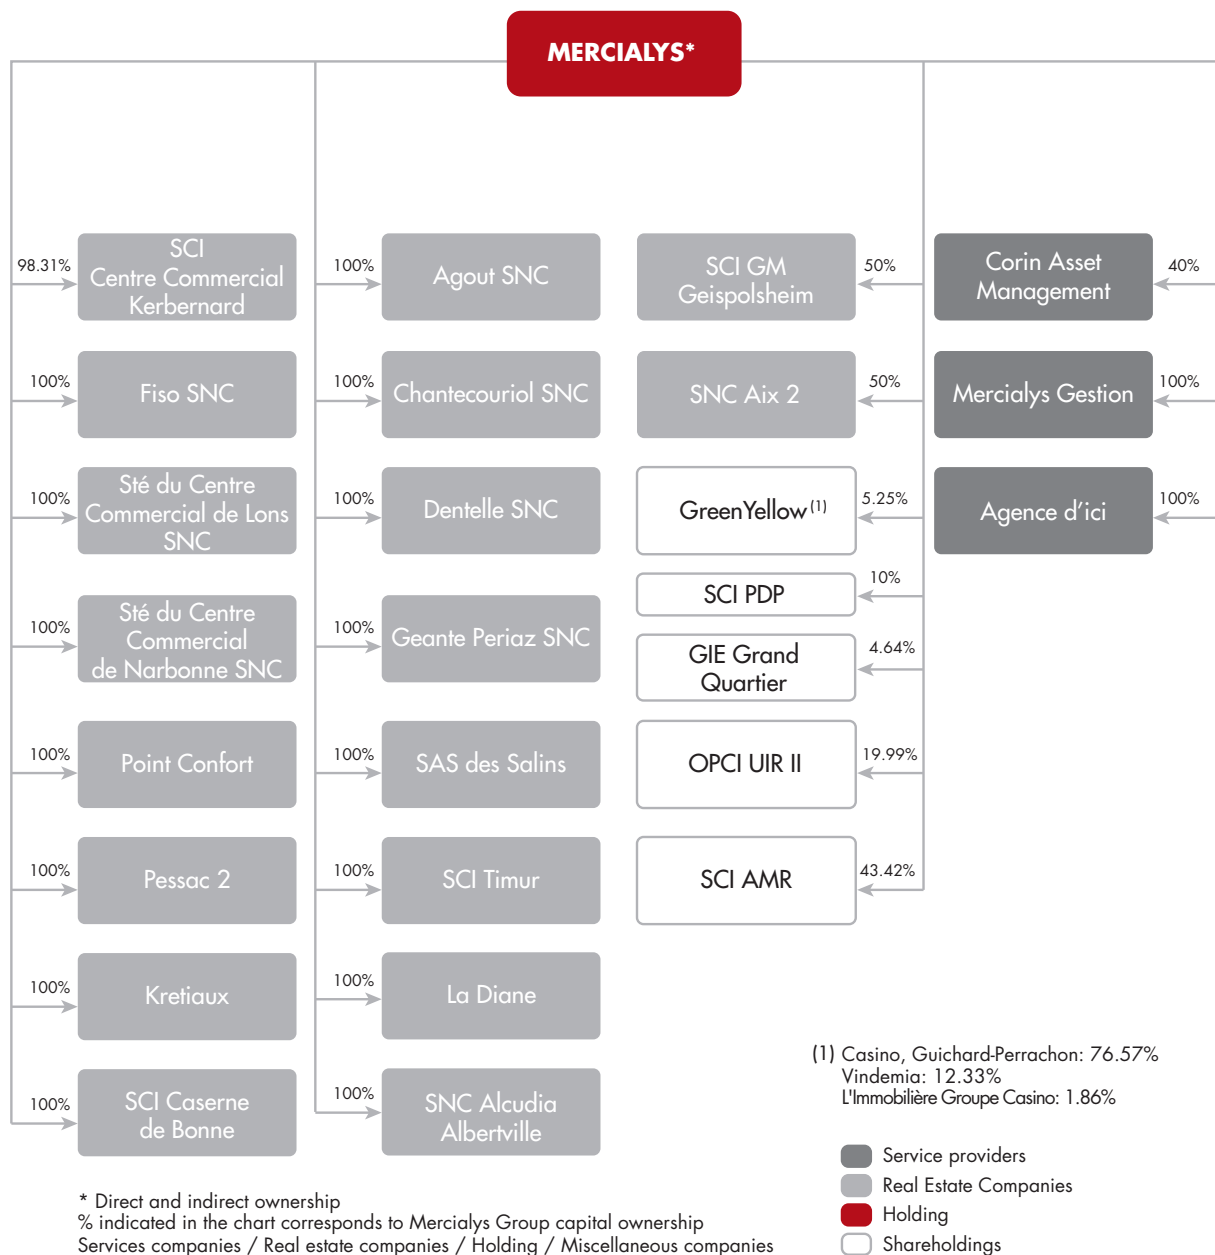 MERCIALYS*
98.31%
SCI
Centre Commercial
Kerbernard
100%
Fiso SNC
100%
Sté du Centre
Commercial de Lons
SNC
100%
Sté du Centre
Commercial
de Narbonne SNC
100%
Point Confort
100%
Pessac 2
100%
Kretiaux
100%
SCI Caserne
de Bonne
100%
Agout SNC
100%
Chantecouriol SNC
100%
Dentelle SNC
100%
Geante Periaz SNC
100%
SAS des Salins
100%
SCI Timur
100%
La Diane
100%
SNC Alcudia
Albertville
SCI GM
Geispolsheim
50%
SNC Aix 2
50%
GreenYellow (1)
5.25%
SCI PDP
10%
GIE Grand
Quartier
4.64%
OPCI UIR II
19.99%
SCI AMR
43.42%
Corin Asset
Management
40%
Mercialys Gestion
100%
Agence d'ici
100%
(1) Casino, Guichard-Perrachon: 76.57%
Vindemia: 12.33%
L'Immobilière Groupe Casino: 1.86%
Service providers
Real Estate Companies
Holding
Shareholdings
* Direct and indirect ownership
% indicated in the chart corresponds to Mercialys Group capital ownership
Services companies / Real estate companies / Holding / Miscellaneous companies